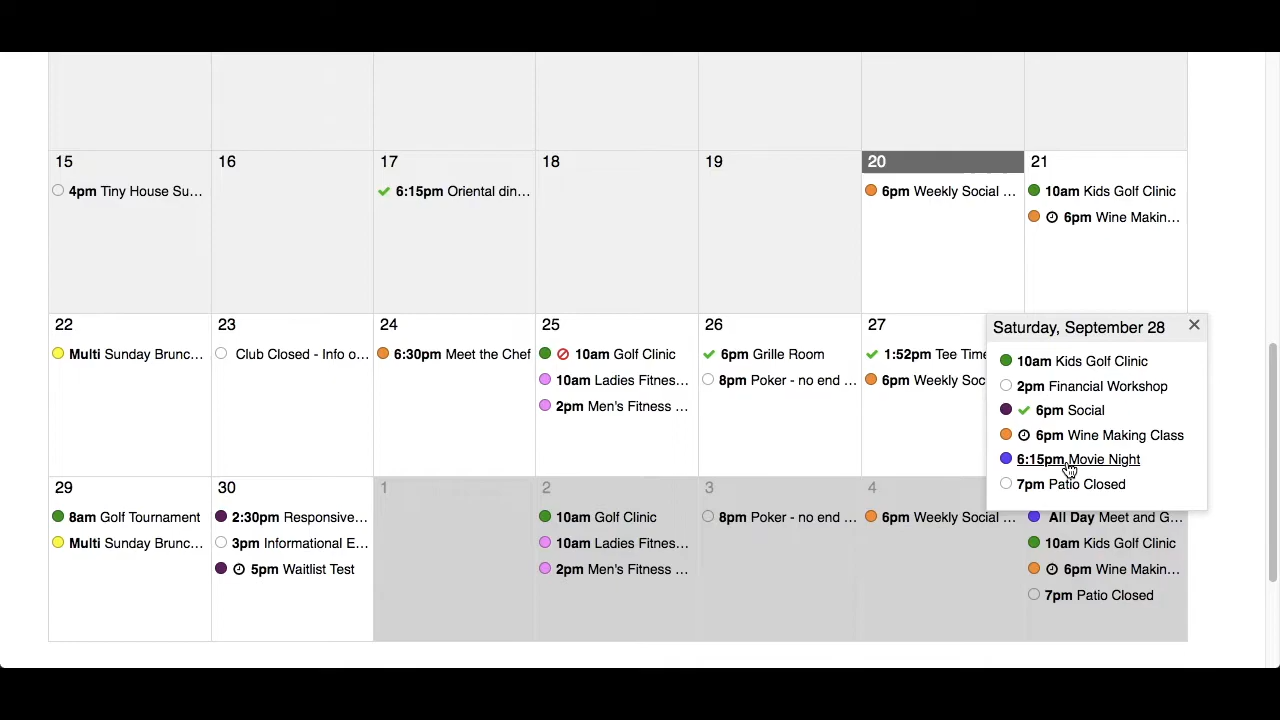 15
16
17
18
19
20
21
4pm Tiny House Su...
6:15pm Oriental din...
6pm Weekly Social ...
10am Kids Golf Clinic
6pm Wine Makin...
22
23
24
25
26
27
Multi Sunday Brunc...
Club Closed - Info o...
6:30pm Meet the Chef
10am Golf Clinic
10am Ladies Fitnes...
2pm Men's Fitness ...
6pm Grille Room
8pm Poker - no end ...
1:52pm Tee Time
6pm Weekly Soc
Saturday, September 28
10am Kids Golf Clinic
2pm Financial Workshop
6pm Social
6pm Wine Making Class
6:15pm Movie Night
7pm Patio Closed
29
30
1
2
3
4
8am Golf Tournament
Multi Sunday Brunc...
2:30pm Responsive...
3pm Informational E...
5pm Waitlist Test
10am Golf Clinic
10am Ladies Fitnes...
2pm Men's Fitness ...
8pm Poker - no end ...
6pm Weekly Social ...
All Day Meet and G...
10am Kids Golf Clinic
6pm Wine Makin...
7pm Patio Closed